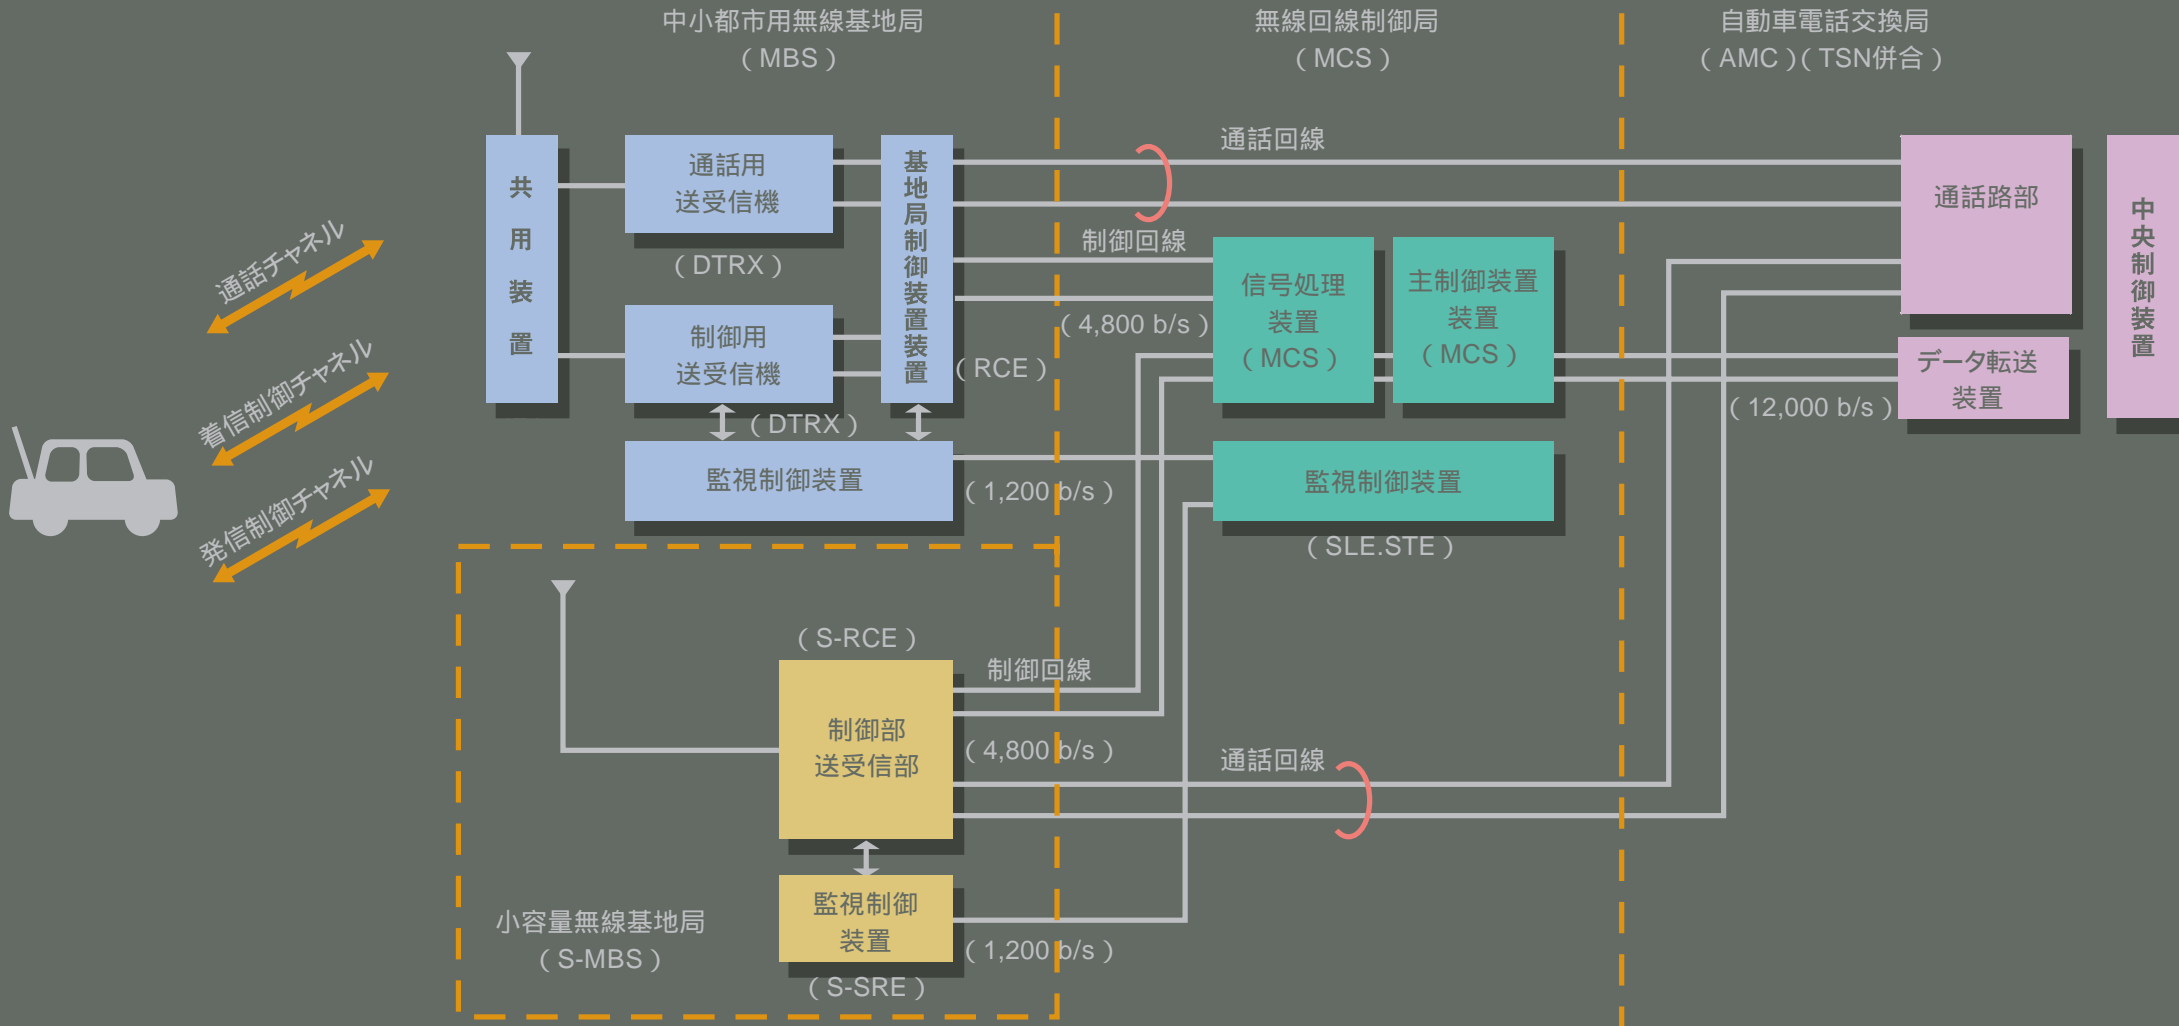 中小都市用無線基地局
（MBS）
無線回線制御局
（MCS）
自動車電話交換局
（AMC）（TSN併合）
共用装置
通話用
送受信機
（DTRX）
制御用
送受信機
（DTRX）
基地局制御装置装置
（RCE）
監視制御装置
（1,200 b/s）
通話回線
制御回線
（4,800 b/s）
信号処理
装置
（MCS）
主制御装置
装置
（MCS）
監視制御装置
（SLE.STE）
通話路部
データ転送
装置
（12,000 b/s）
中央制御装置
通話チャネル
着信制御チャネル
発信制御チャネル
（S-RCE）
制御部
送受信部
制御回線
（4,800 b/s）
通話回線
監視制御
装置
（S-SRE）
（1,200 b/s）
小容量無線基地局
（S-MBS）